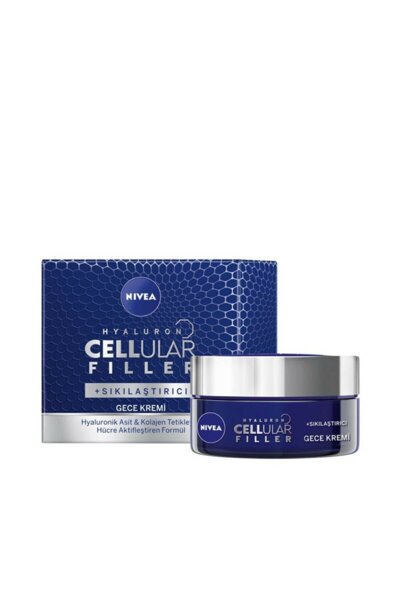 NIVEA
HYALURON
CELLULAR
FILLER
+SIKILAŞTIRICI
GECE KREMİ
Hyaluronik Asit & Kolajen
Hücre Aktifleştiren Formül
NIVEA
HYALURON
CELLULAR
FILLER
+SIKILAŞTIRICI
GECE KREMİ